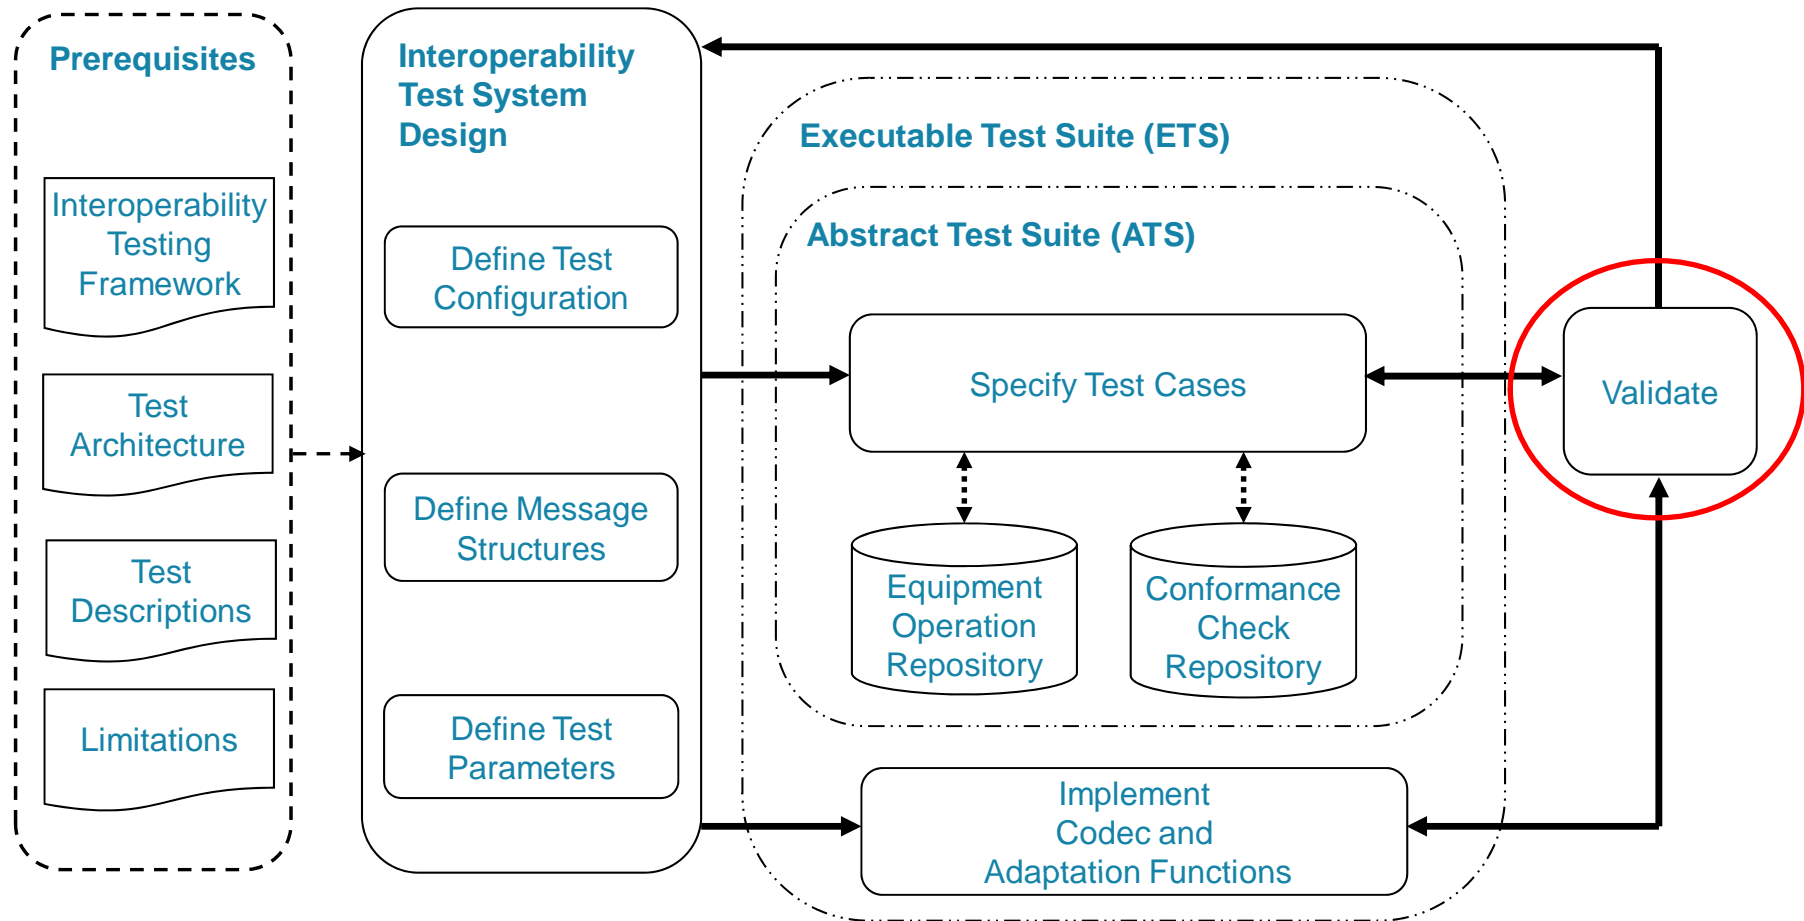 Prerequisites
Interoperability
Testing
Framework
Test
Architecture
Test
Descriptions
Limitations
Interoperability
Test System
Design
Define Test
Configuration
Define Message
Structures
Define Test
Parameters
Executable Test Suite (ETS)
Abstract Test Suite (ATS)
Specify Test Cases
Equipment
Operation
Repository
Conformance
Check
Repository
Implement
Codec and
Adaptation Functions
Validate